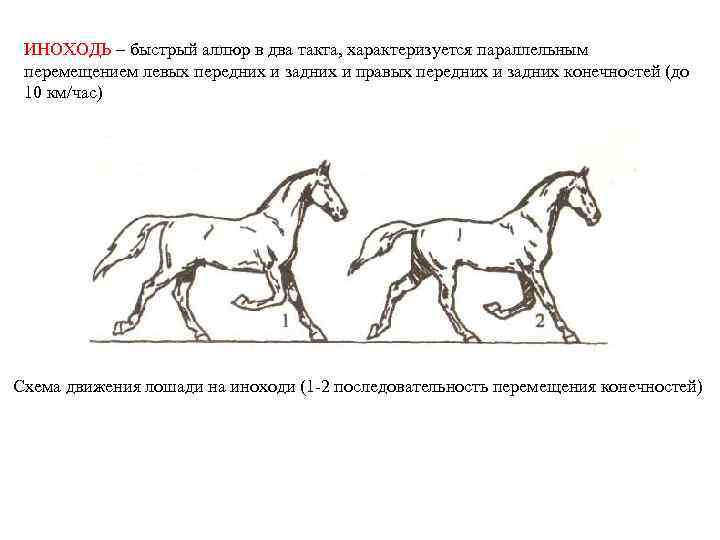 ИНОХОДЬ – быстрый аллюр в два такта, характеризуется параллельным
перемещением левых передних и задних и правых передних и задних конечностей (до
10 км/час)
1 2
Схема движения лошади на иноходи (1-2 последовательность перемещения конечностей)